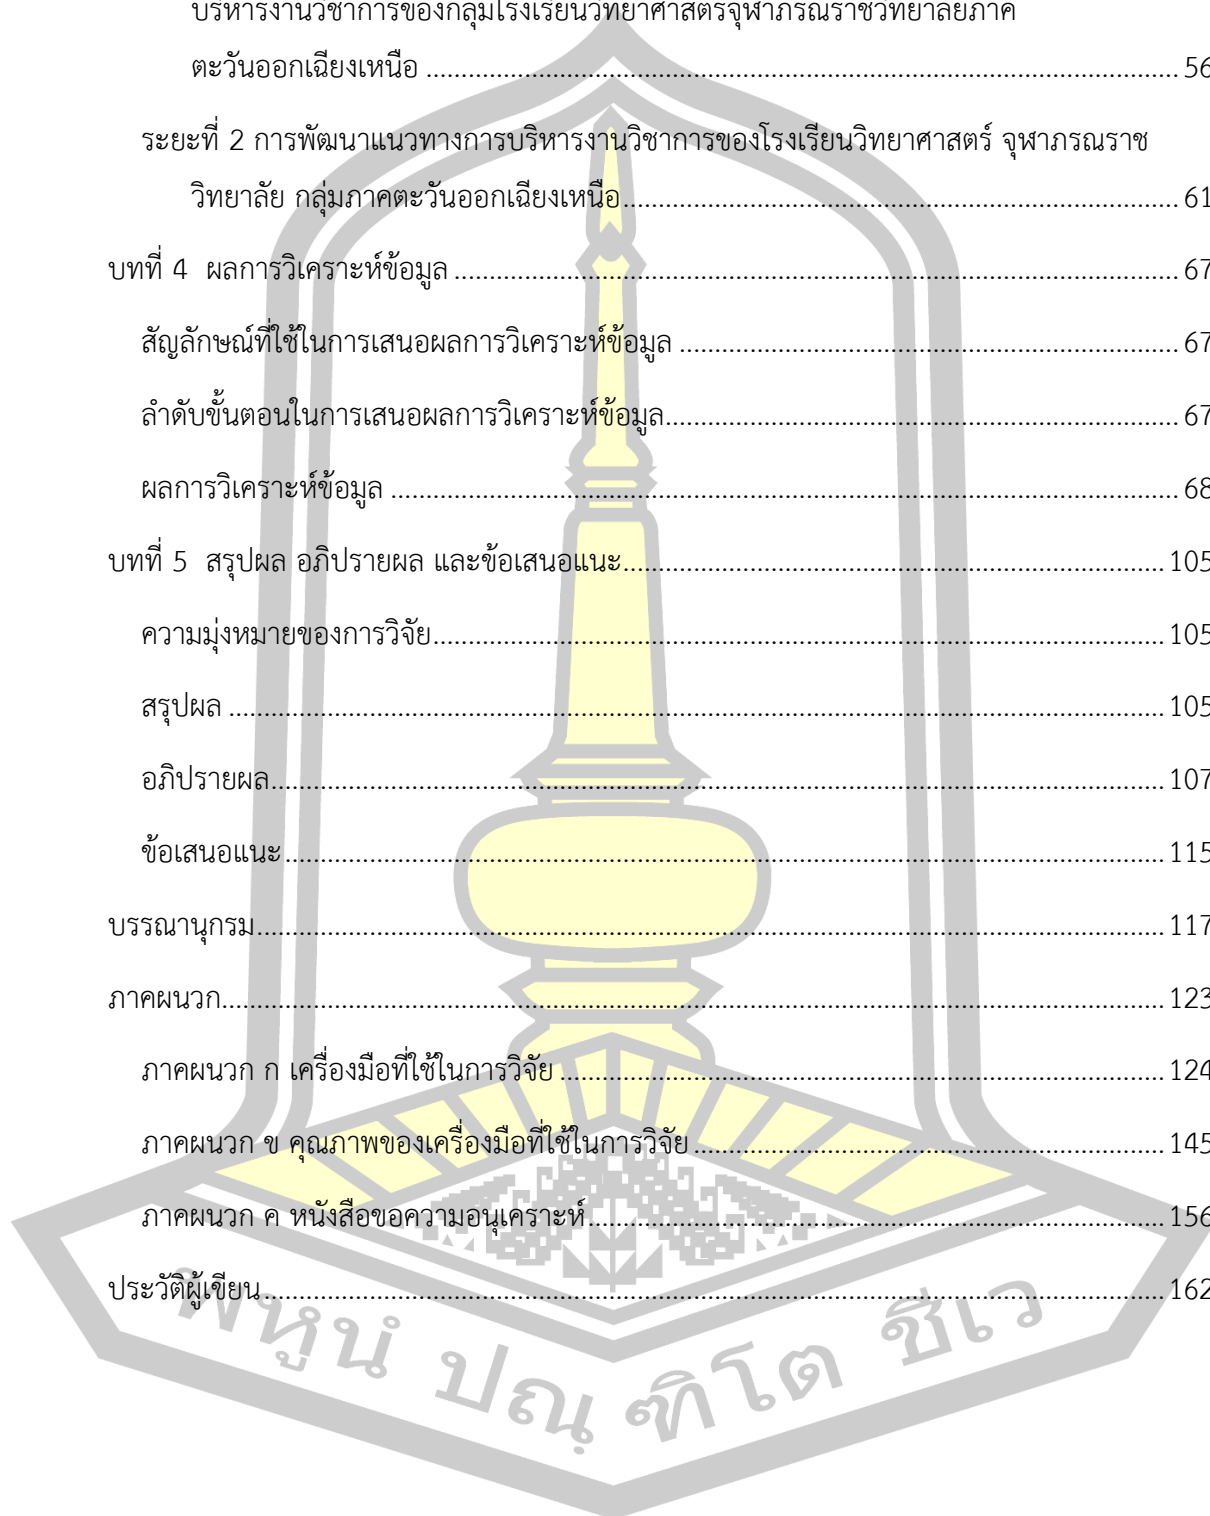 บริหารงานวิชาการของกลุ่มโรงเรียนวิทยาศาสตร์จุฬาภรณราชวิทยาลัยภาค
ตะวันออกเฉียงเหนือ ........................................ 56
ระยะที่ 2 การพัฒนาแนวทางการบริหารงานวิชาการของโรงเรียนวิทยาศาสตร์ จุฬาภรณราช
วิทยาลัย กลุ่มภาคตะวันออกเฉียงเหนือ ........................................ 61
บทที่ 4 ผลการวิเคราะห์ข้อมูล ........................................ 67
สัญลักษณ์ที่ใช้ในการเสนอผลการวิเคราะห์ข้อมูล ........................................ 67
ลำดับขั้นตอนในการเสนอผลการวิเคราะห์ข้อมูล ........................................ 67
ผลการวิเคราะห์ข้อมูล ........................................ 68
บทที่ 5 สรุปผล อภิปรายผล และข้อเสนอแนะ ........................................ 105
ความมุ่งหมายของการวิจัย ........................................ 105
สรุปผล ........................................ 105
อภิปรายผล ........................................ 107
ข้อเสนอแนะ ........................................ 115
บรรณานุกรม ........................................ 117
ภาคผนวก ........................................ 123
ภาคผนวก ก เครื่องมือที่ใช้ในการวิจัย ........................................ 124
ภาคผนวก ข คุณภาพของเครื่องมือที่ใช้ในการวิจัย ........................................ 145
ภาคผนวก ค หนังสือขอความอนุเคราะห์ ........................................ 156
ประวัติผู้เขียน ........................................ 162
พหูนํ ปณฺฑิโต ชีเว